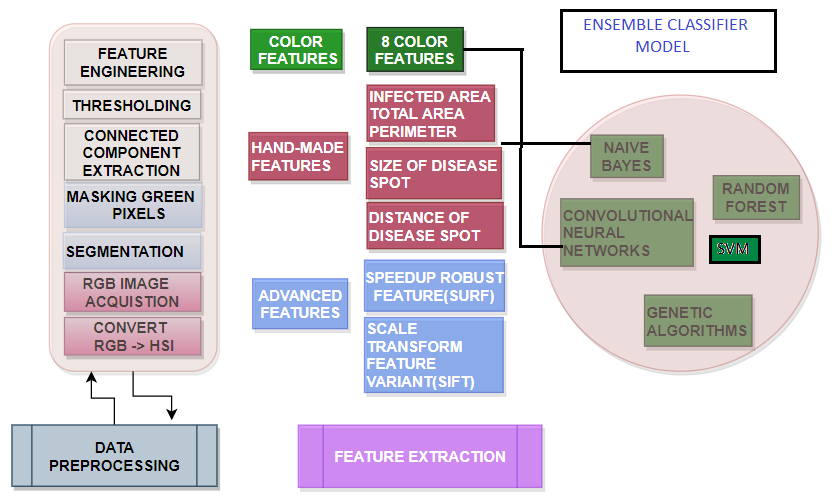 FEATURE
ENGINEERING
THRESHOLDING
CONNECTED
COMPONENT
EXTRACTION
MASKING GREEN
PIXELS
SEGMENTATION
RGB IMAGE
ACQUISTION
CONVERT
RGB -> HSI
DATA
PREPROCESSING
COLOR
FEATURES
8 COLOR
FEATURES
HAND-MADE
FEATURES
INFECTED AREA
TOTAL AREA
PERIMETER
SIZE OF DISEASE
SPOT
DISTANCE OF
DISEASE SPOT
ADVANCED
FEATURES
SPEEDUP ROBUST
FEATURE(SURF)
SCALE
TRANSFORM
FEATURE
VARIANT(SIFT)
FEATURE EXTRACTION
ENSEMBLE CLASSIFIER
MODEL
NAIVE
BAYES
RANDOM
FOREST
CONVOLUTIONAL
NEURAL
NETWORKS
SVM
GENETIC
ALGORITHMS